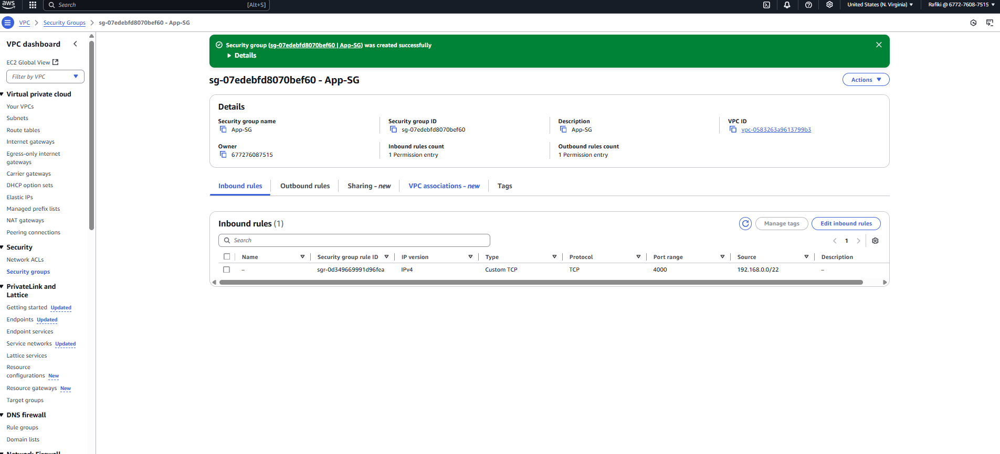 aws
Search
[Alt+S]
United States (N. Virginia)
Rafiki @ 6772-7608-7515
VPC
Security Groups
sg-07edebfd8070bef60 - App-SG
VPC dashboard
EC2 Global View
Filter by VPC
Virtual private cloud
Your VPCs
Subnets
Route tables
Internet gateways
Egress-only internet
gateways
Carrier gateways
DHCP option sets
Elastic IPs
Managed prefix lists
NAT gateways
Peering connections
Security
Network ACLs
Security groups
PrivateLink and
Lattice
Getting started Updated
Endpoints Updated
Endpoint services
Service networks Updated
Lattice services
Resource
configurations New
Resource gateways New
Target groups
DNS firewall
Rule groups
Domain lists
Network Firewall
Security group (sg-07edebfd8070bef60 | App-SG) was created successfully
Details
sg-07edebfd8070bef60 - App-SG
Actions
Details
Security group name
App-SG
Security group ID
sg-07edebfd8070bef60
Description
App-SG
VPC ID
vpc-0583263a9613799b3
Owner
677276087515
Inbound rules count
1 Permission entry
Outbound rules count
1 Permission entry
Inbound rules
Outbound rules
Sharing - new
VPC associations - new
Tags
Inbound rules (1)
Manage tags
Edit inbound rules
Search
1
Name Security group rule ID IP version Type Protocol Port range Source Description
– sgr-0d349669991d96fea IPv4 Custom TCP TCP 4000 192.168.0.0/22 –